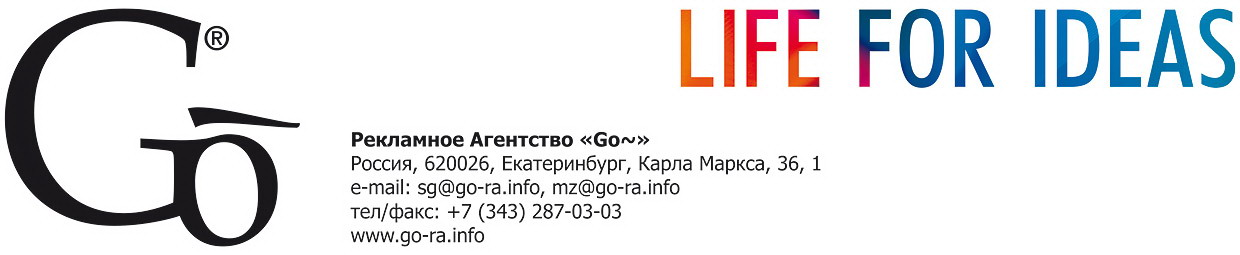 Go®
LIFE FOR IDEAS
Рекламное Агентство «Go~»
Россия, 620026, Екатеринбург, Карла Маркса, 36, 1
e-mail: sg@go-ra.info, mz@go-ra.info
тел/факс: +7 (343) 287-03-03
www.go-ra.info